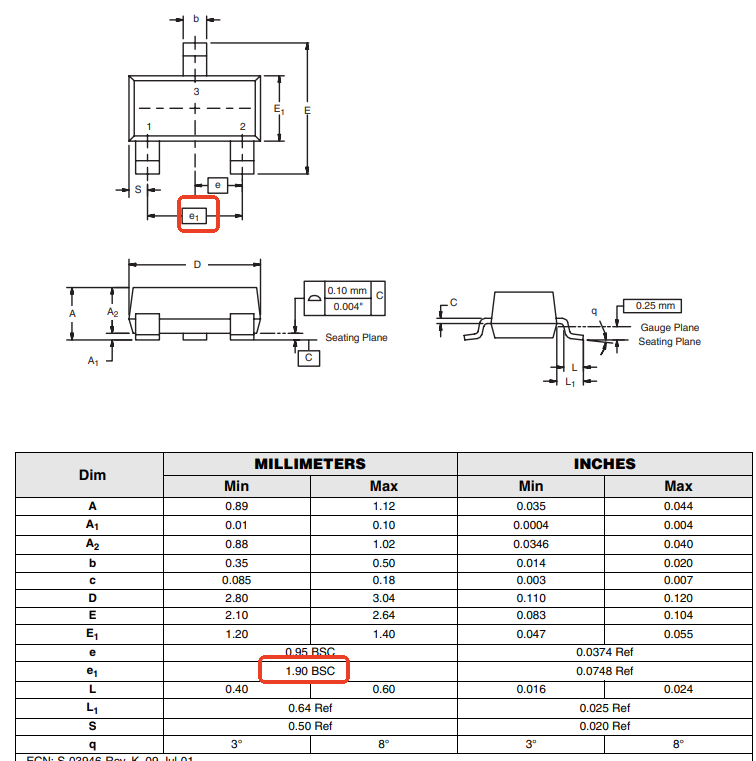 b
3
E1
E
1
2
S
e
e1
D
A
A2
0.10 mm
C
0.004"
Seating Plane
A1
C
C
q
0.25 mm
Gauge Plane
Seating Plane
L
L1
Dim MILLIMETERS INCHES
Min Max Min Max
A 0.89 1.12 0.035 0.044
A1 0.01 0.10 0.0004 0.004
A2 0.88 1.02 0.0346 0.040
b 0.35 0.50 0.014 0.020
c 0.085 0.18 0.003 0.007
D 2.80 3.04 0.110 0.120
E 2.10 2.64 0.083 0.104
E1 1.20 1.40 0.047 0.055
e 0.95 BSC 0.0374 Ref
e1 1.90 BSC 0.0748 Ref
L 0.40 0.60 0.016 0.024
L1 0.64 Ref 0.025 Ref
S 0.50 Ref 0.020 Ref
q 3° 8° 3° 8°
ECN: S-03946-Rev. K, 09-Jul-01